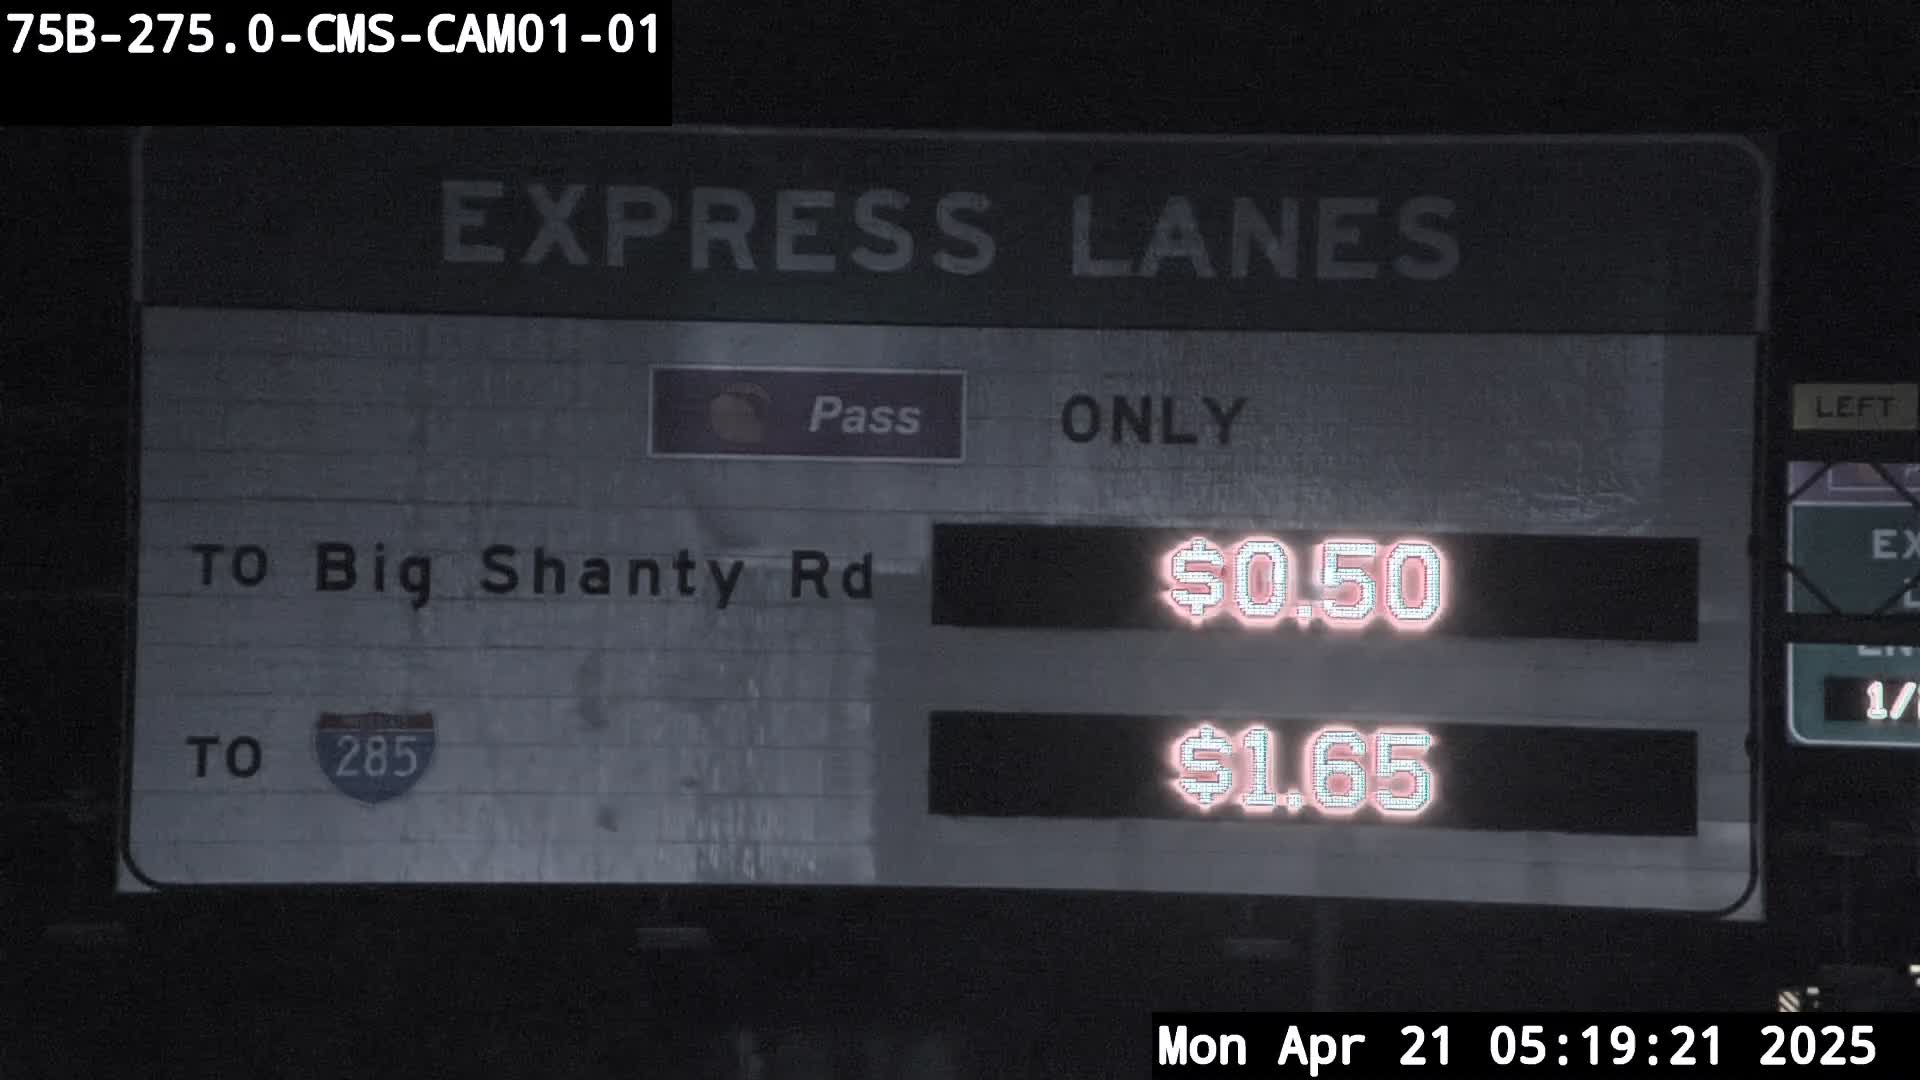 75B-275.0-CMS-CAM01-01
EXPRESS LANES
Pass ONLY
TO Big Shanty Rd $0.50
TO 285 $1.65
LEFT
Mon Apr 21 05:19:21 2025